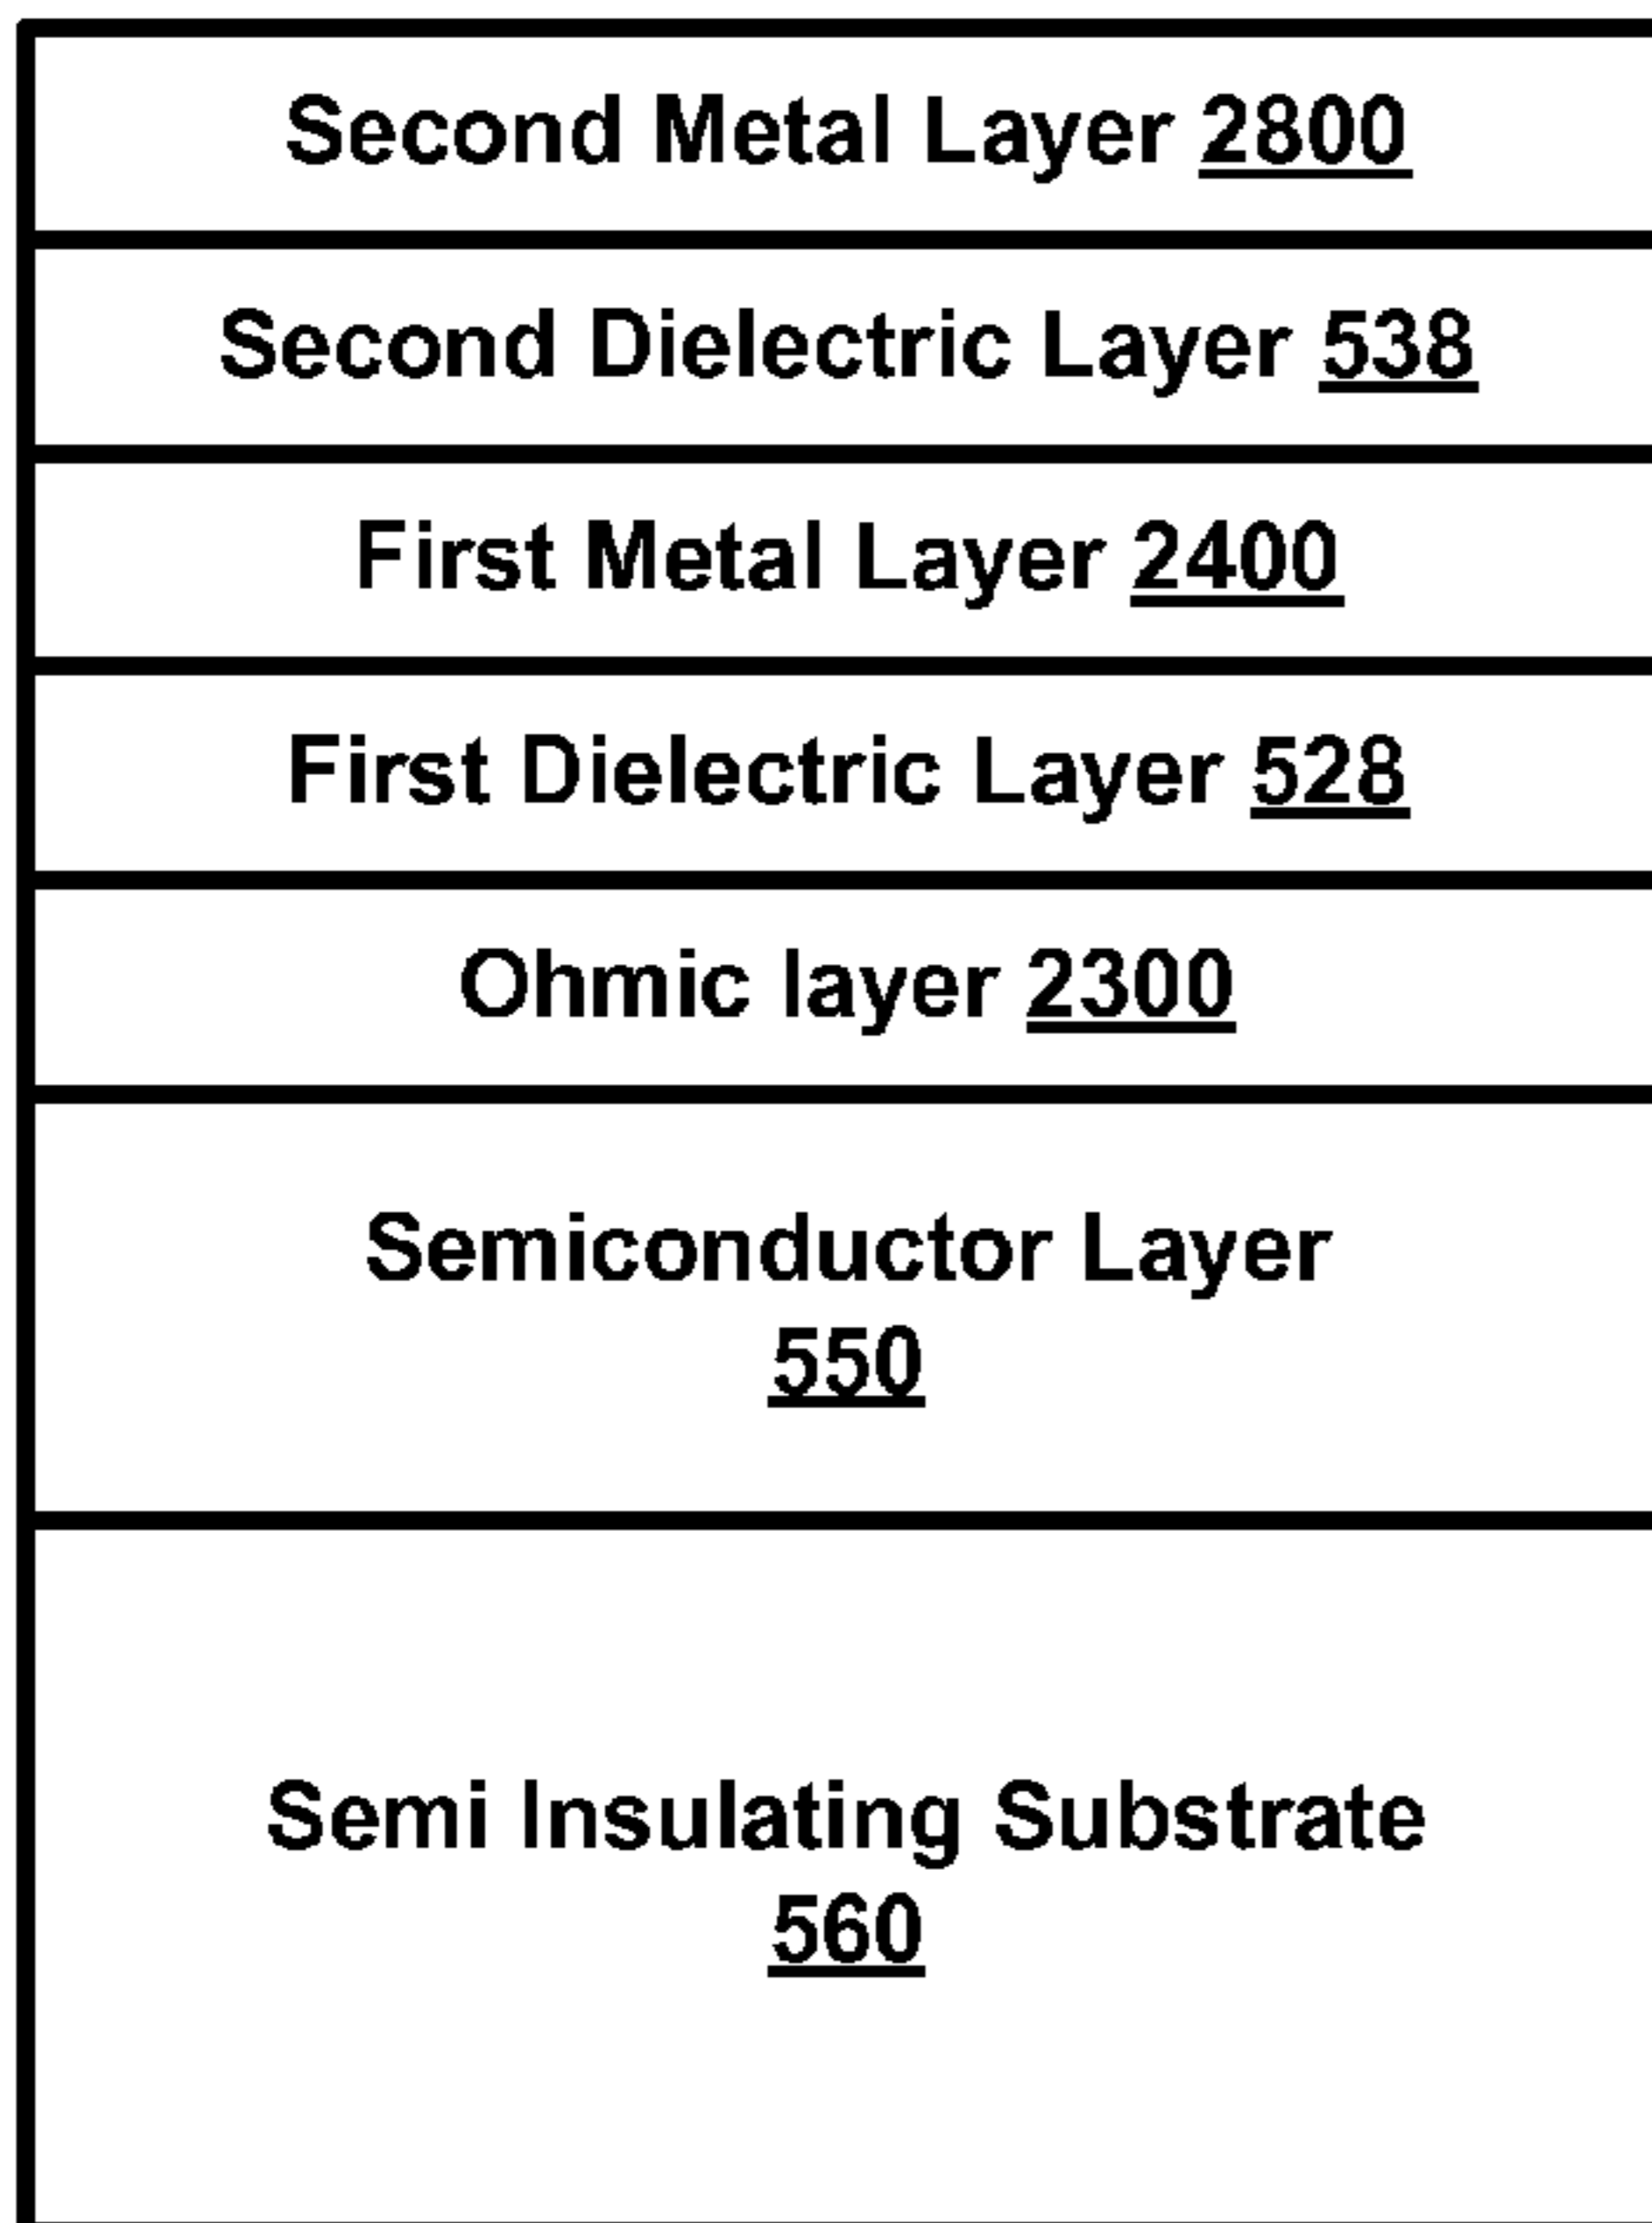 Second Metal Layer 2800
Second Dielectric Layer 538
First Metal Layer 2400
First Dielectric Layer 528
Ohmic layer 2300
Semiconductor Layer
550
Semi Insulating Substrate
560